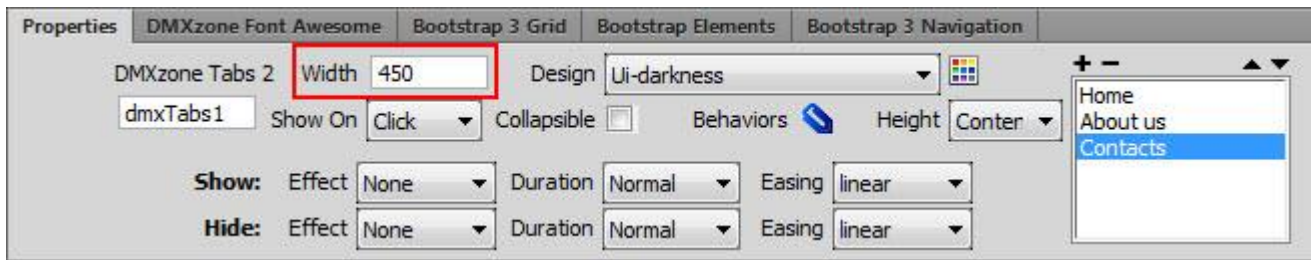 Properties DMXzone Font Awesome Bootstrap 3 Grid Bootstrap Elements Bootstrap 3 Navigation
DMXzone Tabs 2 Width 450 Design Ui-darkness
dmxTabs1 Show On Click Collapsible Behaviors Height Conter
Show: Effect None Duration Normal Easing linear
Hide: Effect None Duration Normal Easing linear
Home
About us
Contacts